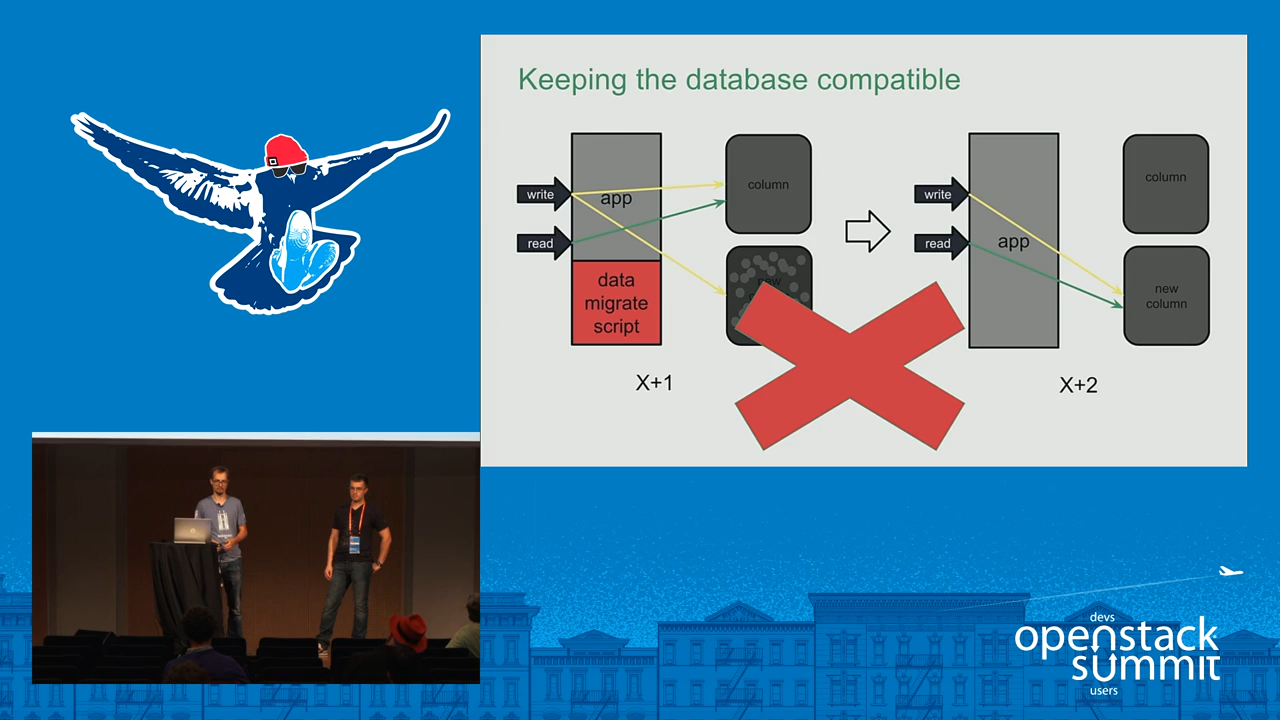 Keeping the database compatible
write
read
app
data
migrate
script
column
new
X+1
write
read
app
column
new
column
X+2
devs
openstack
summit
users